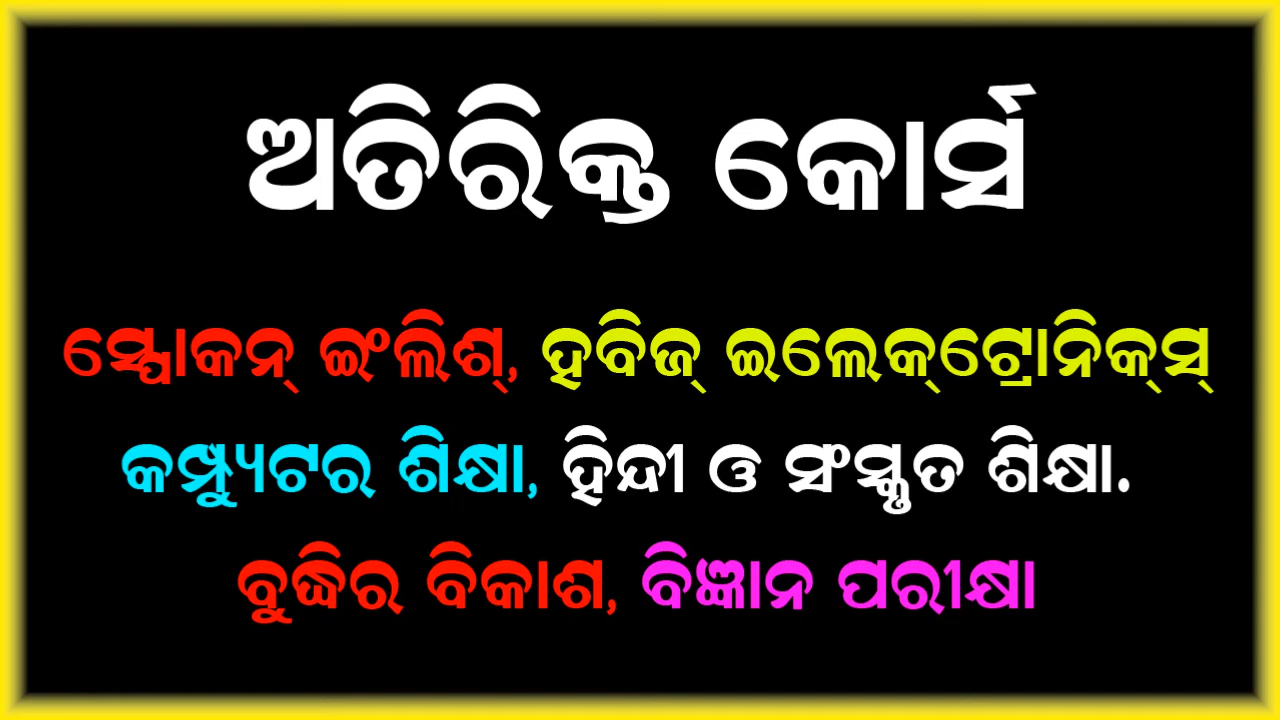 ଅତିରିକ୍ତ କୋର୍ସ
ସ୍ପୋକନ୍ ଇଂଲିଶ୍, ହବିଜ୍ ଇଲେକ୍‌ଟ୍ରୋନିକ୍‌ସ୍
କମ୍ପ୍ୟୁଟର ଶିକ୍ଷା, ହିନ୍ଦୀ ଓ ସଂସ୍କୃତ ଶିକ୍ଷା.
ବୁଦ୍ଧିର ବିକାଶ, ବିଜ୍ଞାନ ପରୀକ୍ଷା